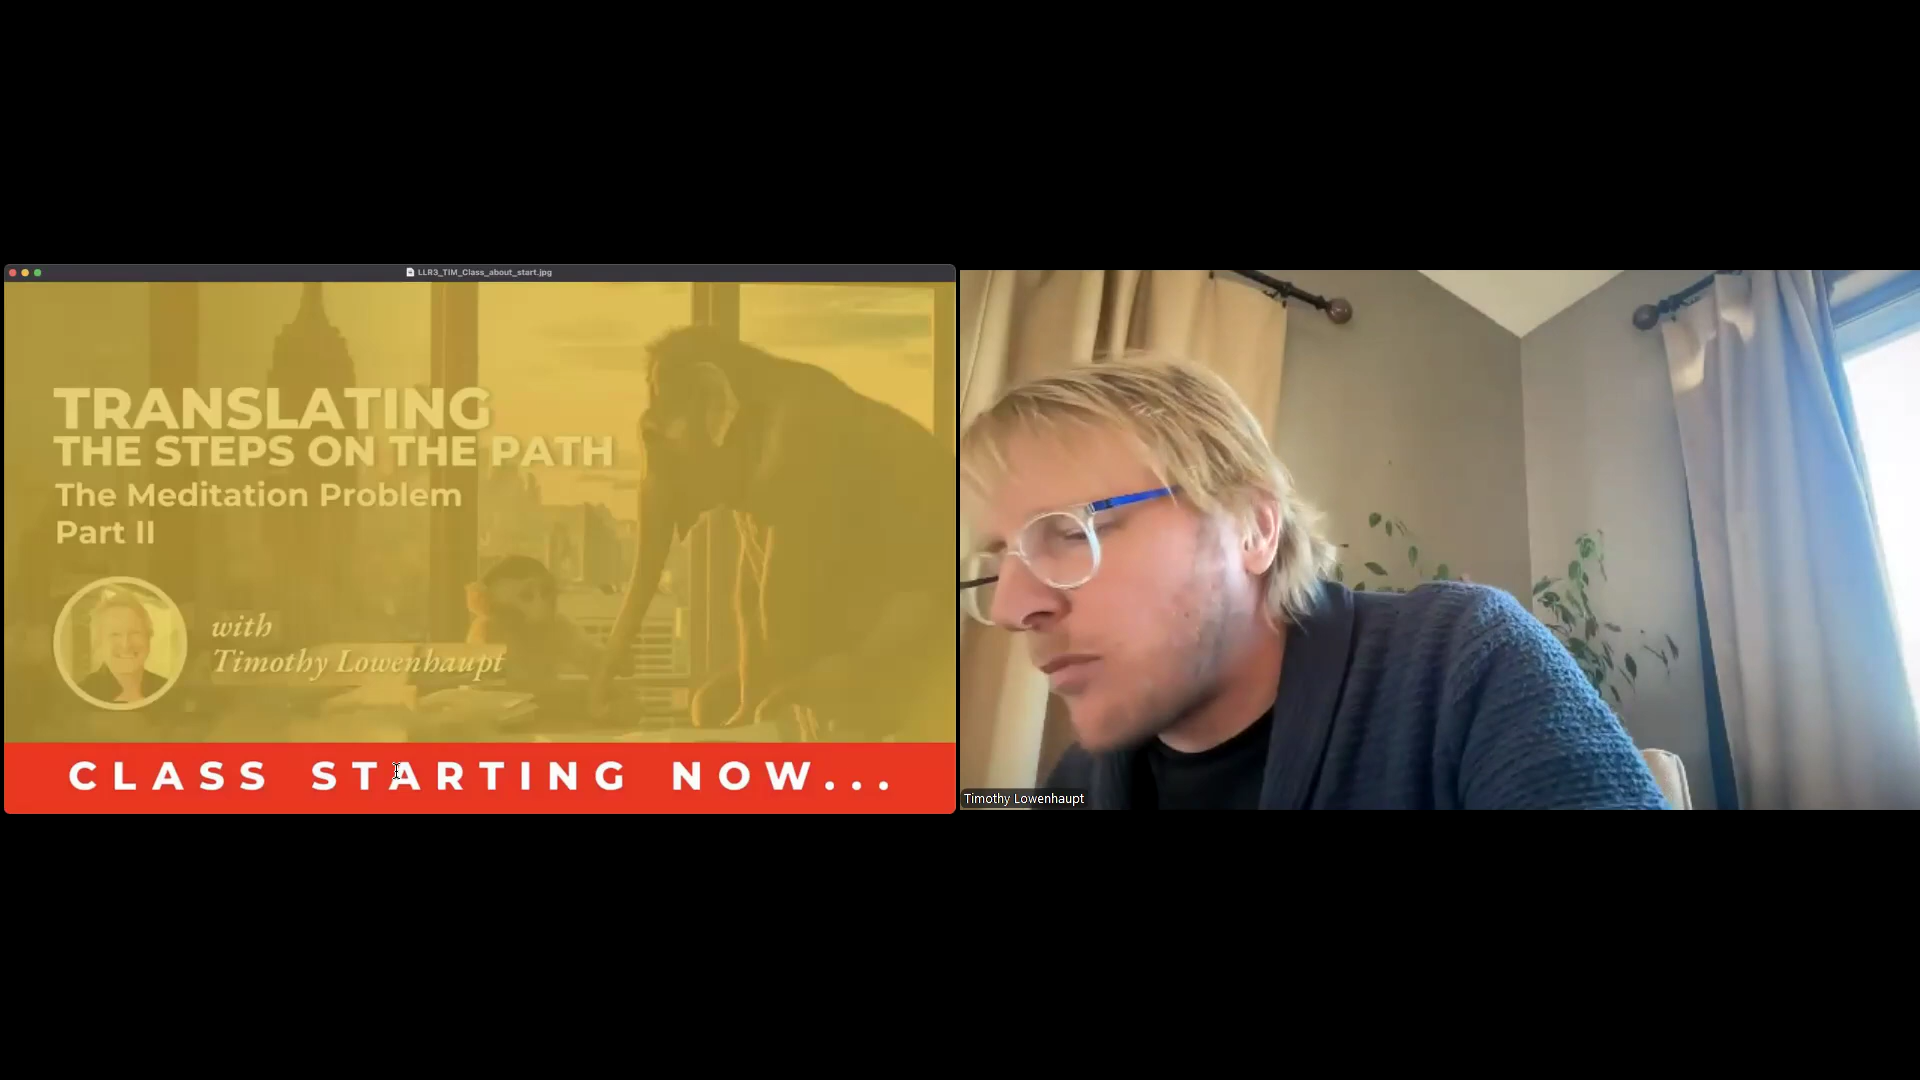 LLR3_TIM_Class_about_start.jpg
TRANSLATING
THE STEPS ON THE PATH
The Meditation Problem
Part II
with
Timothy Lowenhaupt
CLASS STARTING NOW...
Timothy Lowenhaupt